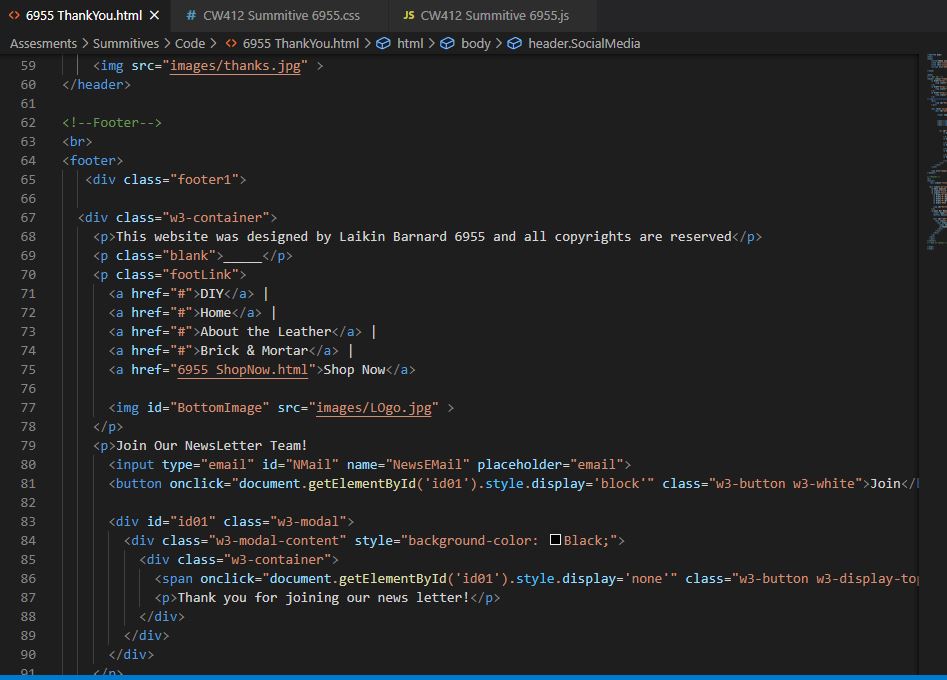 6955 ThankYou.html × # CW412 Summitive 6955.css JS CW412 Summitive 6955.js
Assesments > Summitives > Code > <> 6955 ThankYou.html > html > body > header.SocialMedia
59 <img src="images/thanks.jpg" >
60 </header>
61
62 <!--Footer-->
63 <br>
64 <footer>
65 <div class="footer1">
66
67 <div class="w3-container">
68 <p>This website was designed by Laikin Barnard 6955 and all copyrights are reserved</p>
69 <p class="blank">_____</p>
70 <p class="footLink">
71 <a href="#">DIY</a> |
72 <a href="#">Home</a> |
73 <a href="#">About the Leather</a> |
74 <a href="#">Brick & Mortar</a> |
75 <a href="6955 ShopNow.html">Shop Now</a>
76
77 <img id="BottomImage" src="images/LOgo.jpg" >
78 </p>
79 <p>Join Our NewsLetter Team!
80 <input type="email" id="NMail" name="NewsEMail" placeholder="email">
81 <button onclick="document.getElementById('id01').style.display='block'" class="w3-button w3-white">Join</
82
83 <div id="id01" class="w3-modal">
84 <div class="w3-modal-content" style="background-color: Black;">
85 <div class="w3-container">
86 <span onclick="document.getElementById('id01').style.display='none'" class="w3-button w3-display-to
87 <p>Thank you for joining our news letter!</p>
88 </div>
89 </div>
90 </div>
91 </p>